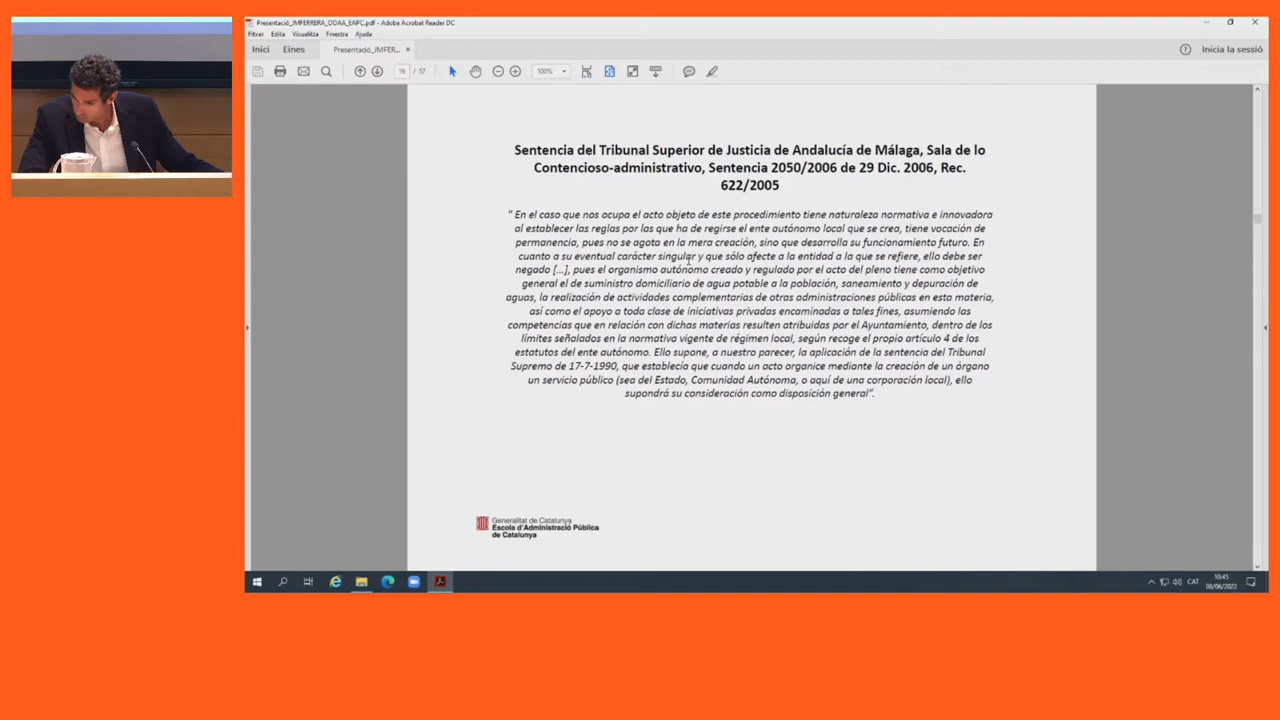 Presentació_JMFERRERA_OOAA_EAPC.pdf - Adobe Acrobat Reader DC
Fitxer Edita Visualitza Finestra Ajuda
Inici Eines Presentació_JMFER... × Inicia la sessió
16 / 57 100%
Sentencia del Tribunal Superior de Justicia de Andalucía de Málaga, Sala de lo
Contencioso-administrativo, Sentencia 2050/2006 de 29 Dic. 2006, Rec.
622/2005
" En el caso que nos ocupa el acto objeto de este procedimiento tiene naturaleza normativa e innovadora
al establecer las reglas por las que ha de regirse el ente autónomo local que se crea, tiene vocación de
permanencia, pues no se agota en la mera creación, sino que desarrolla su funcionamiento futuro. En
cuanto a su eventual carácter singular y que sólo afecte a la entidad a la que se refiere, ello debe ser
negado [...], pues el organismo autónomo creado y regulado por el acto del pleno tiene como objetivo
general el de suministro domiciliario de agua potable a la población, saneamiento y depuración de
aguas, la realización de actividades complementarias de otras administraciones públicas en esta materia,
así como el apoyo a toda clase de iniciativas privadas encaminadas a tales fines, asumiendo las
competencias que en relación con dichas materias resulten atribuidas por el Ayuntamiento, dentro de los
límites señalados en la normativa vigente de régimen local, según recoge el propio artículo 4 de los
estatutos del ente autónomo. Ello supone, a nuestro parecer, la aplicación de la sentencia del Tribunal
Supremo de 17-7-1990, que establecía que cuando un acto organice mediante la creación de un órgano
un servicio público (sea del Estado, Comunidad Autónoma, o aquí de una corporación local), ello
supondrá su consideración como disposición general”.
Generalitat de Catalunya
Escola d'Administració Pública
de Catalunya
CAT 10:45
08/06/2022